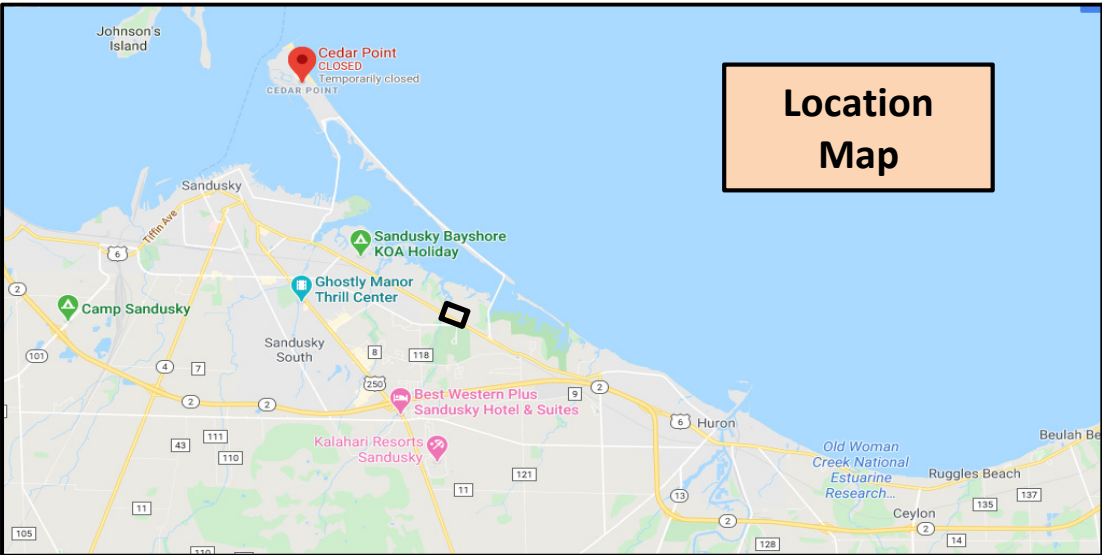 Johnson's
Island
Cedar Point
CLOSED
Temporarily closed
CEDAR POINT
Location
Map
Sandusky
Tiffin Ave
6
Sandusky Bayshore
KOA Holiday
2
Ghostly Manor
Thrill Center
Camp Sandusky
Sandusky
South
101
8
118
4
7
250
2
2
Best Western Plus
Sandusky Hotel & Suites
9
2
6
Huron
43
111
110
Kalahari Resorts
Sandusky
121
Old Woman
Creek National
Estuarine
Research...
Beulah Be
Ruggles Beach
11
11
13
137
135
Ceylon
105
2
2
14
110
128